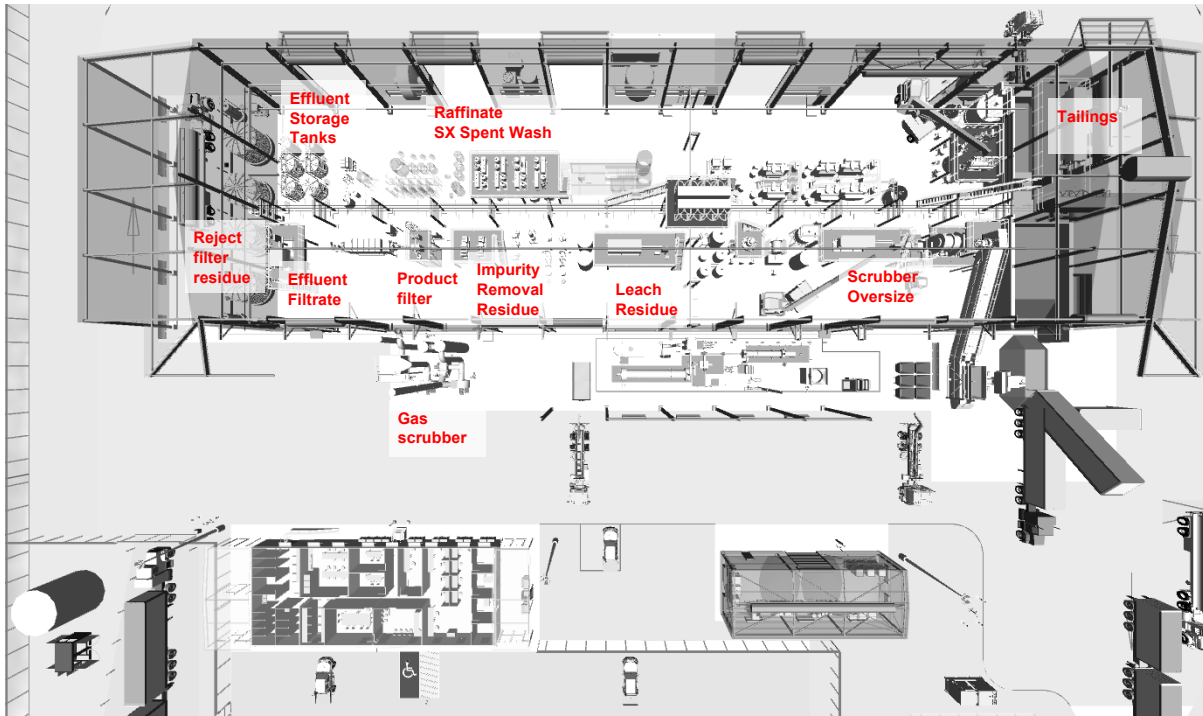 Effluent
Storage
Tanks
Raffinate
SX Spent Wash
Tailings
Reject
filter
residue
Effluent
Filtrate
Product
filter
Impurity
Removal
Residue
Leach
Residue
Scrubber
Oversize
Gas
scrubber